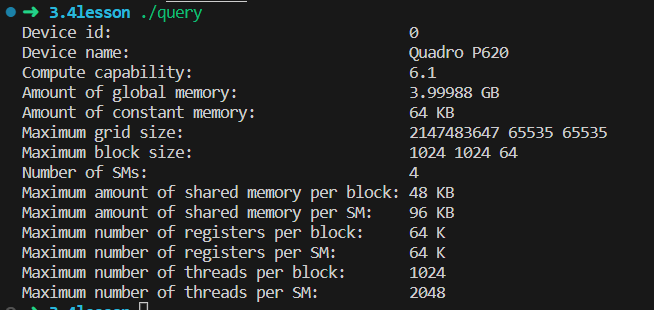 ➜ 3.4lesson ./query
Device id: 0
Device name: Quadro P620
Compute capability: 6.1
Amount of global memory: 3.99988 GB
Amount of constant memory: 64 KB
Maximum grid size: 2147483647 65535 65535
Maximum block size: 1024 1024 64
Number of SMs: 4
Maximum amount of shared memory per block: 48 KB
Maximum amount of shared memory per SM: 96 KB
Maximum number of registers per block: 64 K
Maximum number of registers per SM: 64 K
Maximum number of threads per block: 1024
Maximum number of threads per SM: 2048
➜ 3.4lesson